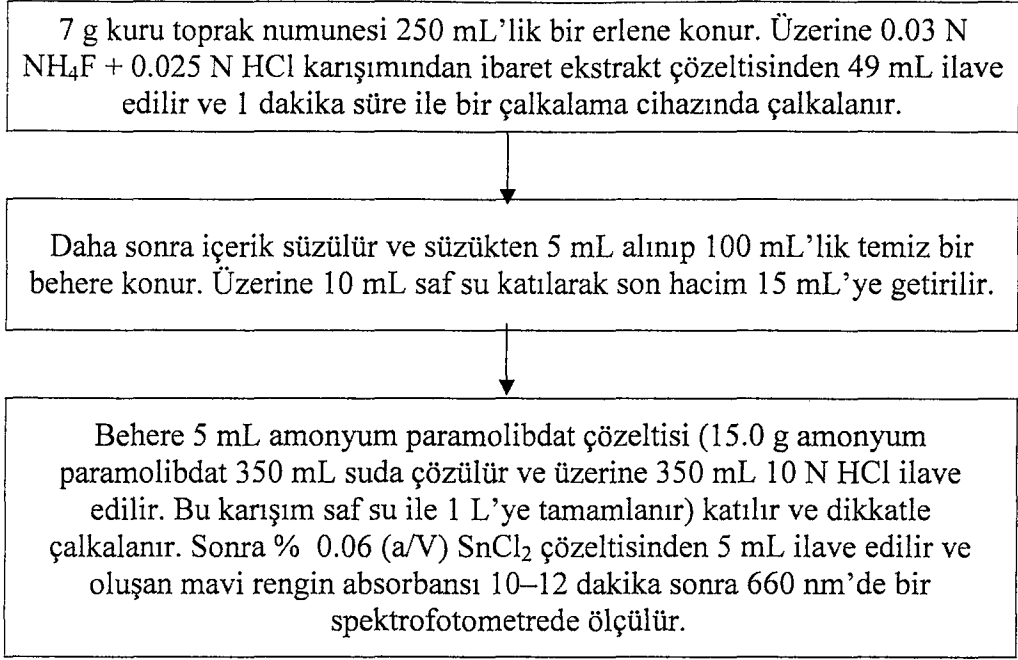 7 g kuru toprak numunesi 250 mL’lik bir erlene konur. Üzerine 0.03 N
NH₄F + 0.025 N HCl karışımından ibaret ekstrakt çözeltisinden 49 mL ilave
edilir ve 1 dakika süre ile bir çalkalama cihazında çalkalanır.
Daha sonra içerik süzülür ve süzükten 5 mL alınıp 100 mL’lik temiz bir
behere konur. Üzerine 10 mL saf su katılarak son hacim 15 mL’ye getirilir.
Behere 5 mL amonyum paramolibdat çözeltisi (15.0 g amonyum
paramolibdat 350 mL suda çözülür ve üzerine 350 mL 10 N HCl ilave
edilir. Bu karışım saf su ile 1 L’ye tamamlanır) katılır ve dikkatle
çalkalanır. Sonra % 0.06 (a/V) SnCl₂ çözeltisinden 5 mL ilave edilir ve
oluşan mavi rengin absorbansı 10–12 dakika sonra 660 nm’de bir
spektrofotometrede ölçülür.